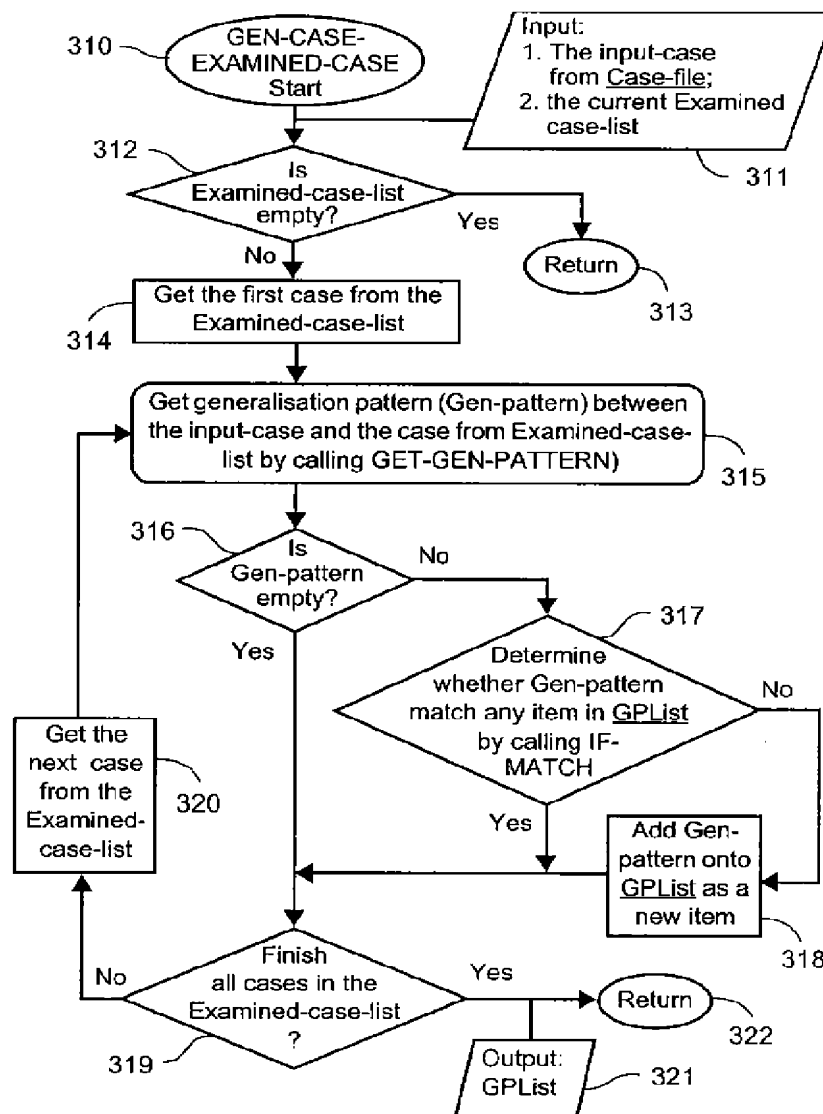 310
GEN-CASE-
EXAMINED-CASE
Start
Input:
1. The input-case
from Case-file;
2. the current Examined
case-list
311
312
Is
Examined-case-list
empty?
Yes
No
Return
313
Get the first case from the
Examined-case-list
314
Get generalisation pattern (Gen-pattern) between
the input-case and the case from Examined-case-
list by calling GET-GEN-PATTERN)
315
316
Is
Gen-pattern
empty?
No
Yes
317
Determine
whether Gen-pattern
match any item in GPList
by calling IF-
MATCH
No
Yes
Get the
next case
from the
Examined-
case-list
320
Add Gen-
pattern onto
GPList as a
new item
318
Finish
all cases in the
Examined-case-list
?
No
Yes
319
Return
322
Output:
GPList
321